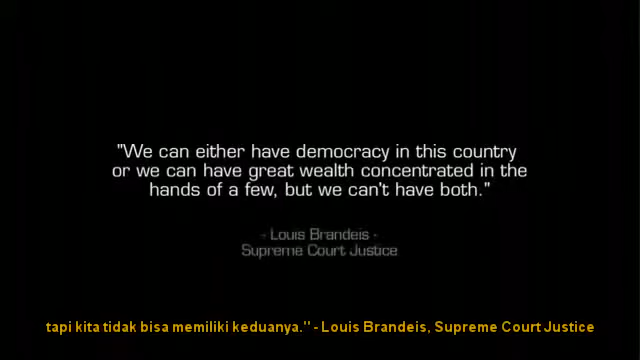 "We can either have democracy in this country
or we can have great wealth concentrated in the
hands of a few, but we can't have both."
- Louis Brandeis -
Supreme Court Justice
tapi kita tidak bisa memiliki keduanya." - Louis Brandeis, Supreme Court Justice